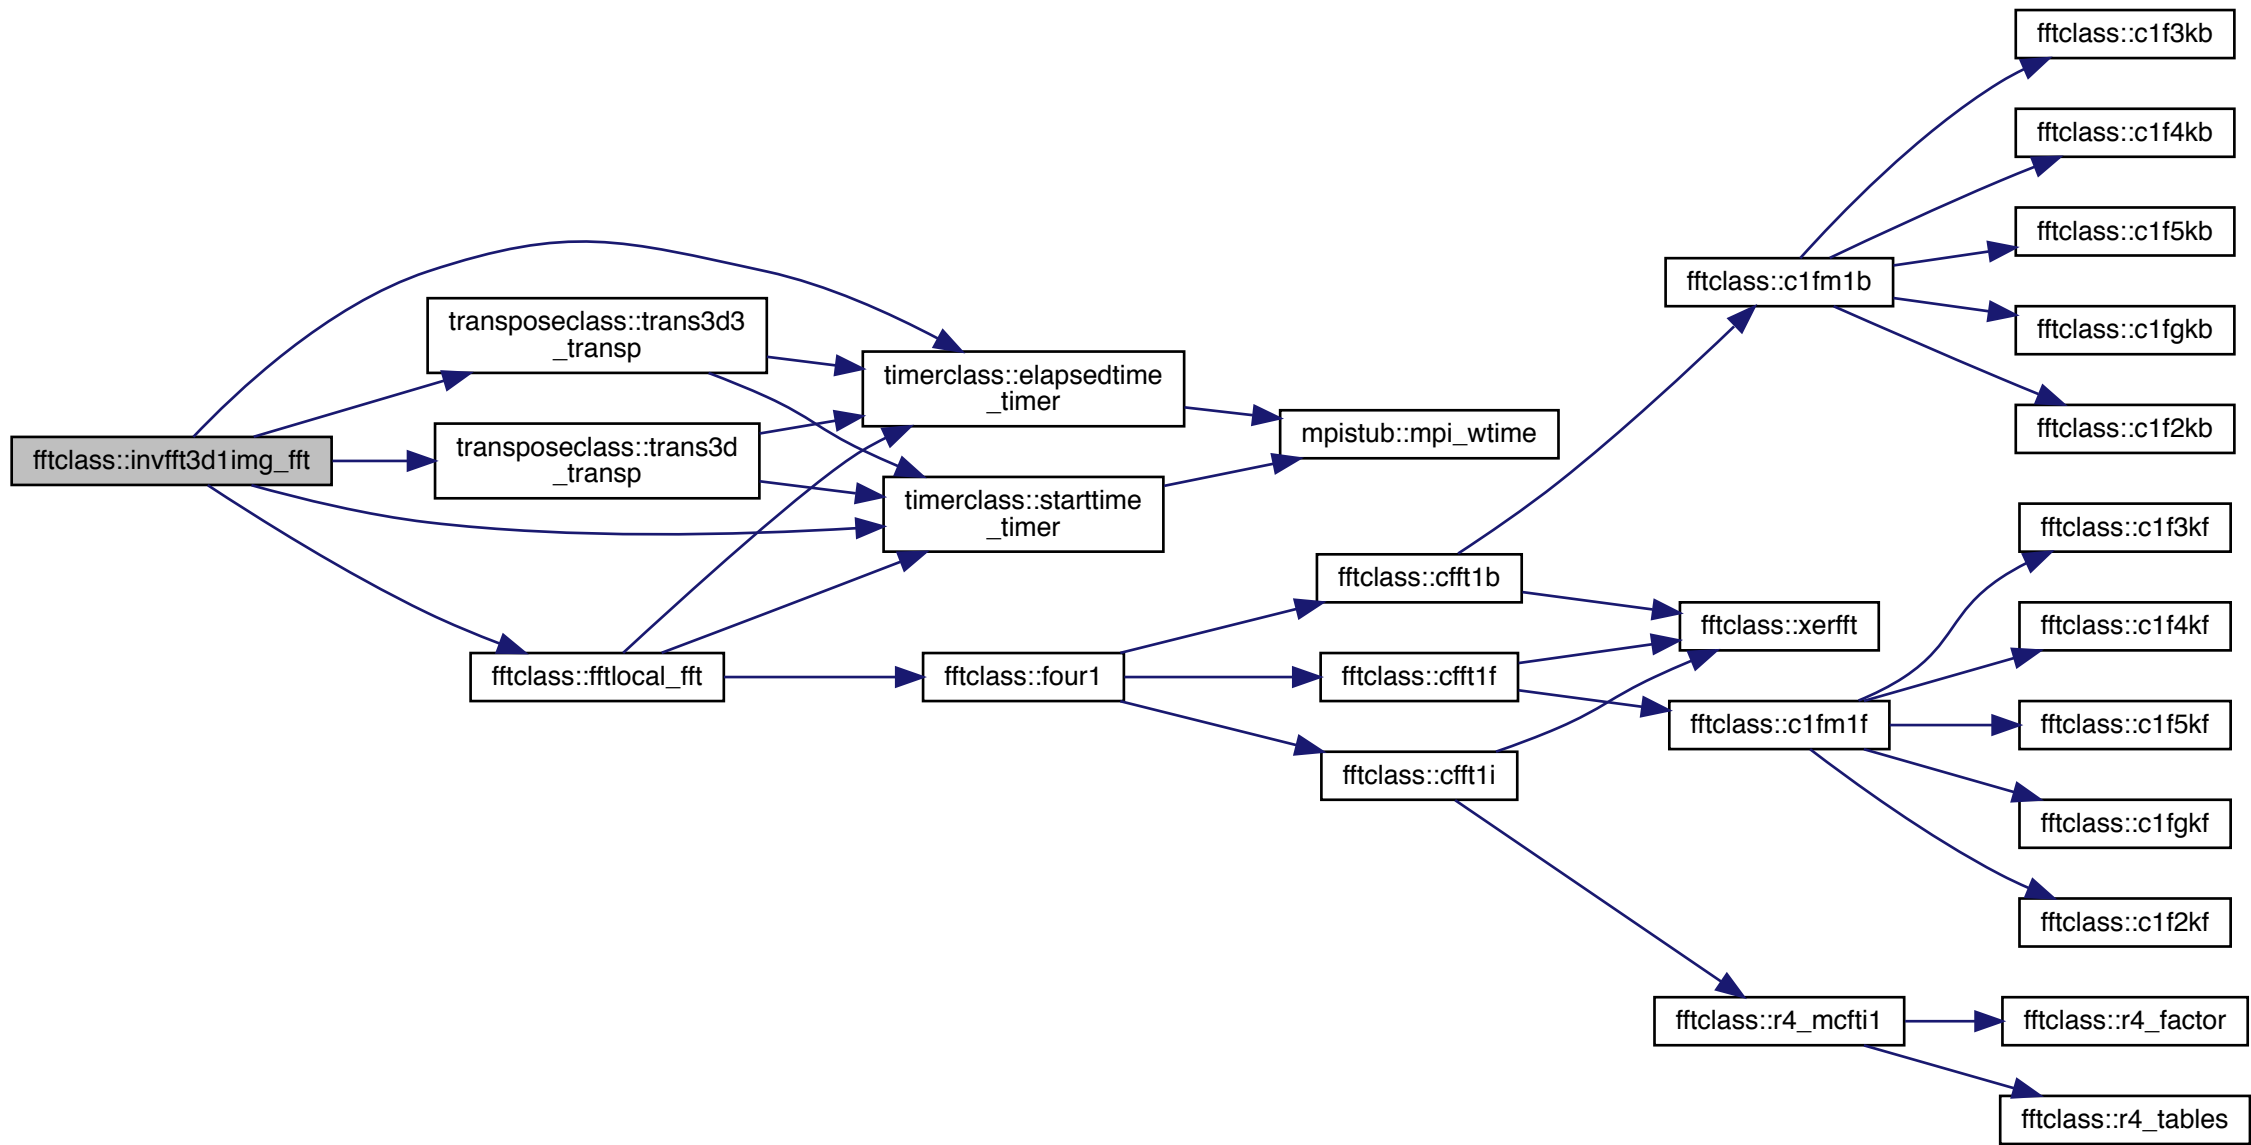 fftclass::c1f3kb
fftclass::c1f4kb
fftclass::c1f5kb
fftclass::c1fm1b
transposeclass::trans3d3
_transp
fftclass::c1fgkb
timerclass::elapsedtime
_timer
mpistub::mpi_wtime
fftclass::c1f2kb
fftclass::invfft3d1img_fft
transposeclass::trans3d
_transp
timerclass::starttime
_timer
fftclass::c1f3kf
fftclass::cfft1b
fftclass::xerfft
fftclass::c1f4kf
fftclass::fftlocal_fft
fftclass::four1
fftclass::cfft1f
fftclass::c1fm1f
fftclass::c1f5kf
fftclass::cfft1i
fftclass::c1fgkf
fftclass::c1f2kf
fftclass::r4_mcfti1
fftclass::r4_factor
fftclass::r4_tables